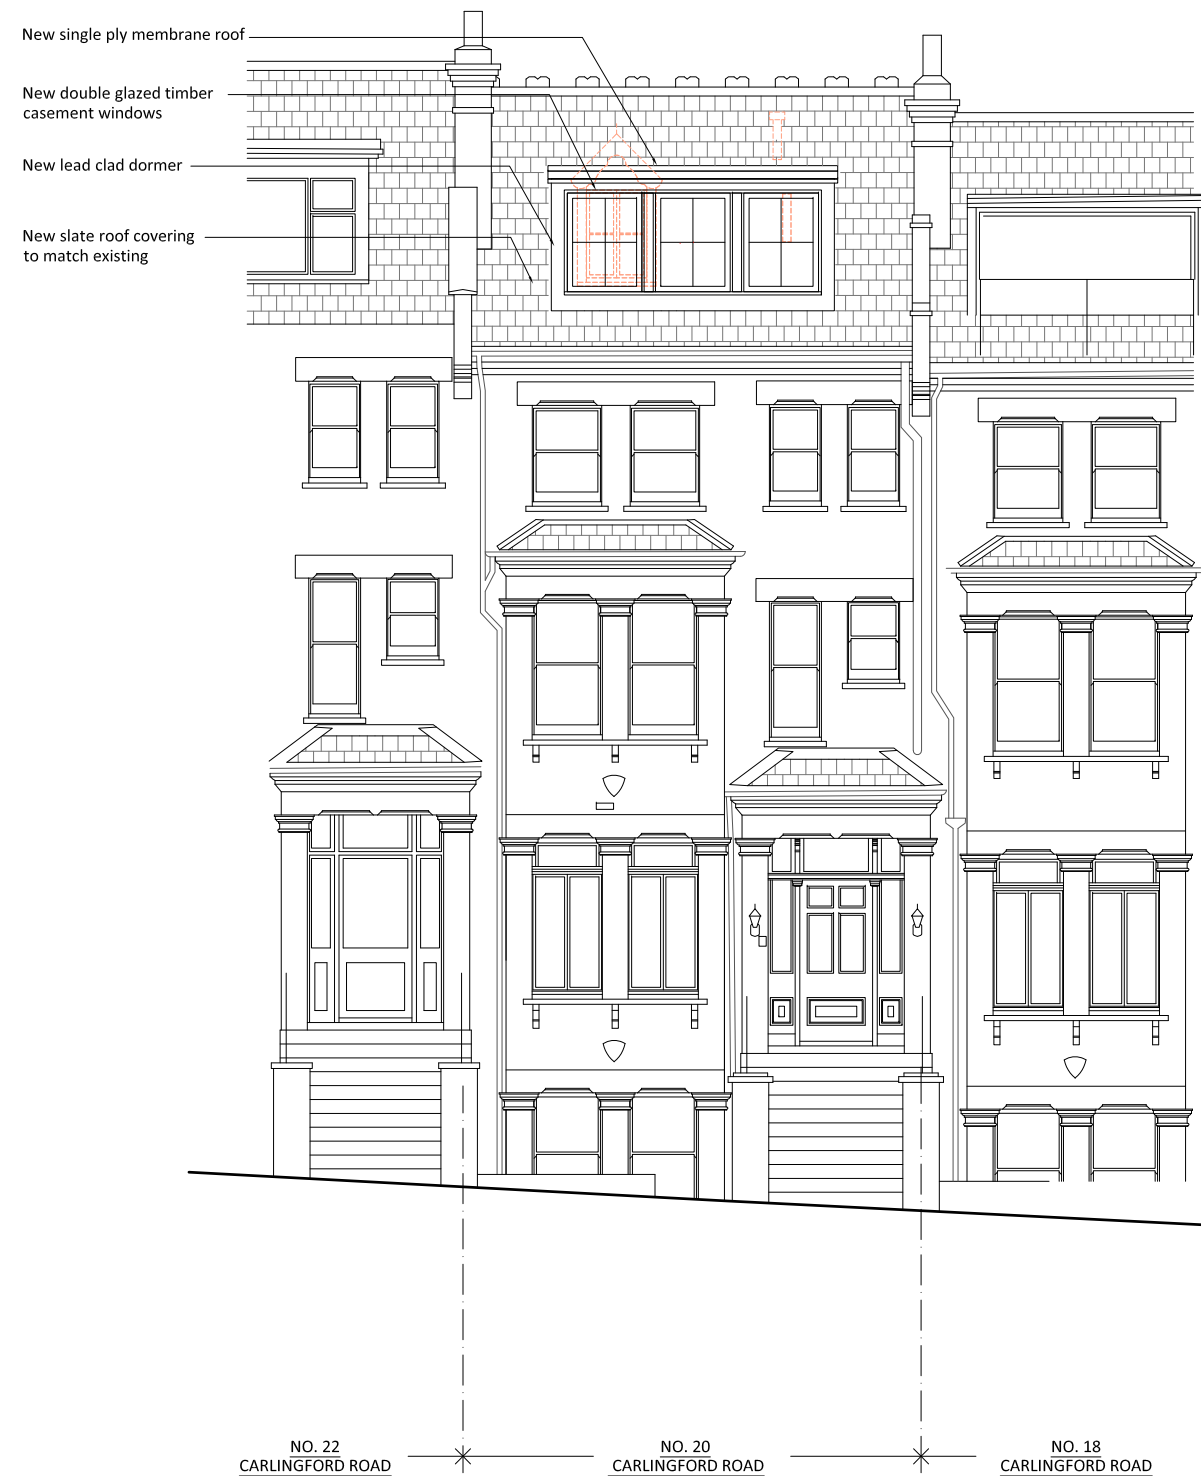 New single ply membrane roof
New double glazed timber
casement windows
New lead clad dormer
New slate roof covering
to match existing
NO. 22
CARLINGFORD ROAD
NO. 20
CARLINGFORD ROAD
NO. 18
CARLINGFORD ROAD